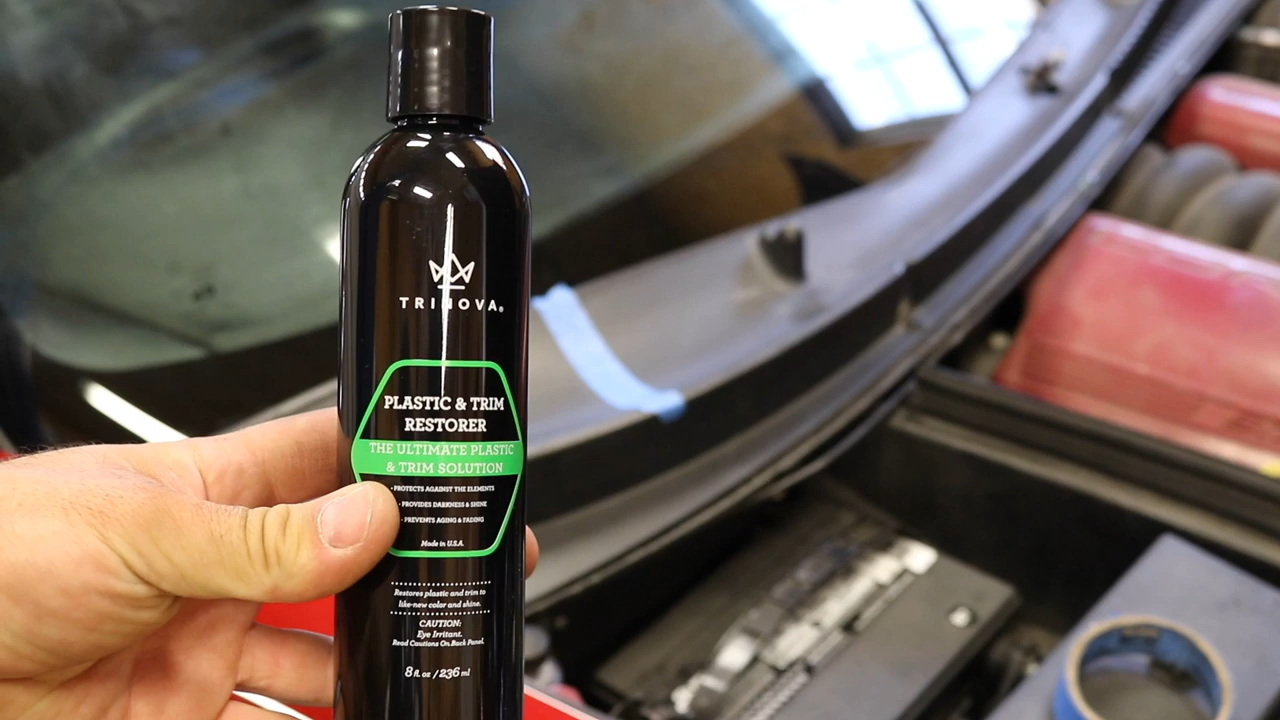 TRINOVA®
PLASTIC & TRIM
RESTORER
THE ULTIMATE PLASTIC
& TRIM SOLUTION
• PROTECTS AGAINST THE ELEMENTS
• PROVIDES DARKNESS & SHINE
• PREVENTS AGING & FADING
Made in U.S.A.
Restores plastic and trim to
like-new color and shine.
CAUTION:
Eye Irritant.
Read Cautions On Back Panel.
8 fl. oz / 236 ml